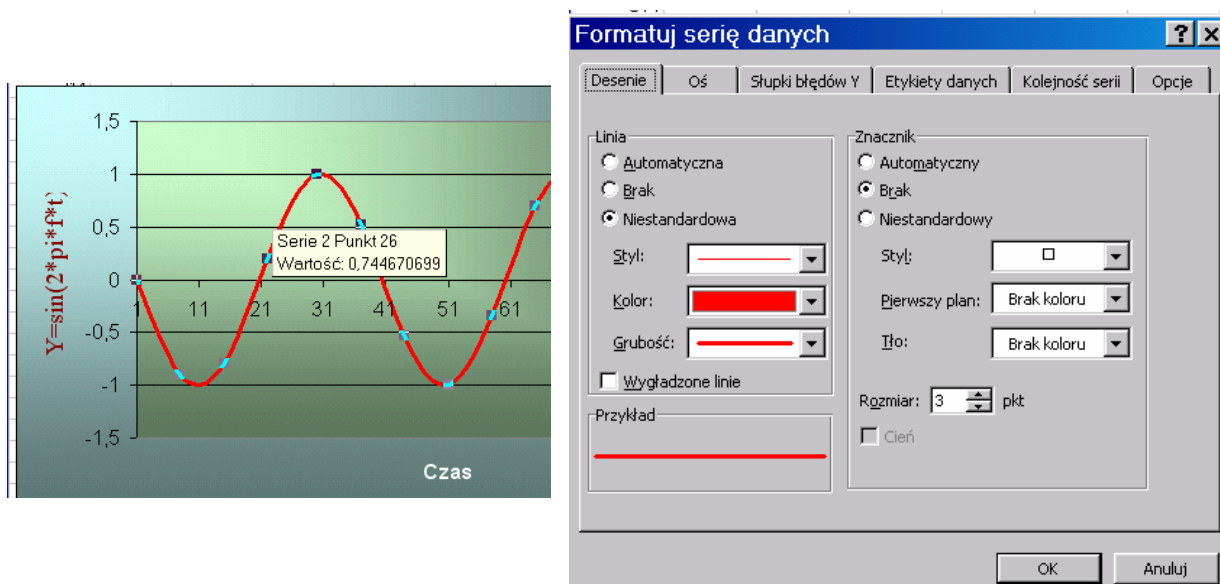 1,5
1
0,5
0
-0,5
-1
-1,5
Y=sin(2*pi*f*t)
1 11 21 31 41 51 61
Serie 2 Punkt 26
Wartość: 0,744670699
Czas
Formatuj serię danych
Desenie Oś Słupki błędów Y Etykiety danych Kolejność serii Opcje
Linia
Automatyczna
Brak
Niestandardowa
Styl:
Kolor:
Grubość:
Wygładzone linie
Przykład
Znacznik
Automatyczny
Brak
Niestandardowy
Styl:
Pierwszy plan: Brak koloru
Tło: Brak koloru
Rozmiar: 3 pkt
Cień
OK Anuluj